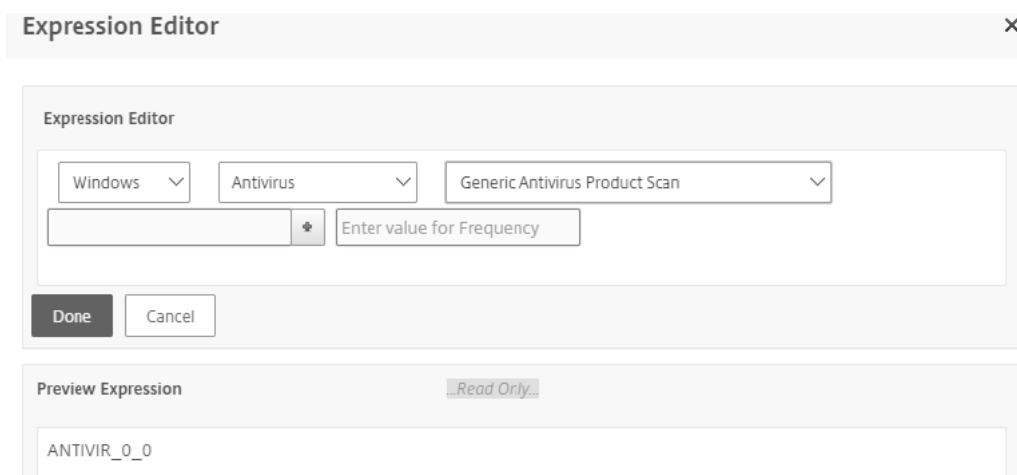 Expression Editor
Expression Editor
Windows Antivirus Generic Antivirus Product Scan
Enter value for Frequency
Done Cancel
Preview Expression ...Read Only...
ANTIVIR_0_0